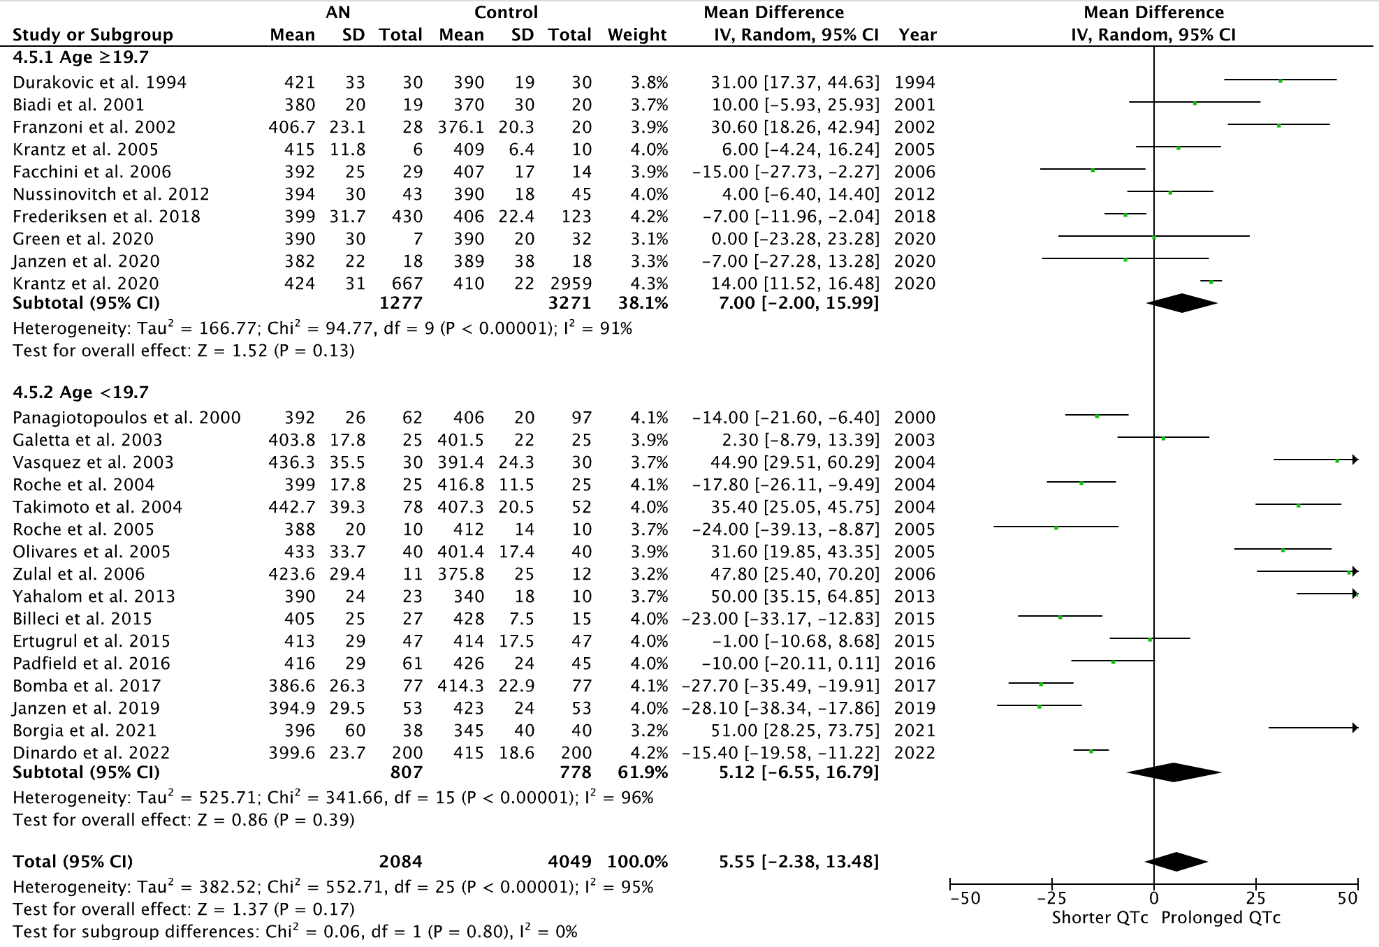 AN Control Mean Difference Mean Difference
Study or Subgroup Mean SD Total Mean SD Total Weight IV, Random, 95% CI Year IV, Random, 95% CI
4.5.1 Age ≥19.7
Durakovic et al. 1994 421 33 30 390 19 30 3.8% 31.00 [17.37, 44.63] 1994
Biadi et al. 2001 380 20 19 370 30 20 3.7% 10.00 [−5.93, 25.93] 2001
Franzoni et al. 2002 406.7 23.1 28 376.1 20.3 20 3.9% 30.60 [18.26, 42.94] 2002
Krantz et al. 2005 415 11.8 6 409 6.4 10 4.0% 6.00 [−4.24, 16.24] 2005
Facchini et al. 2006 392 25 29 407 17 14 3.9% −15.00 [−27.73, −2.27] 2006
Nussinovitch et al. 2012 394 30 43 390 18 45 4.0% 4.00 [−6.40, 14.40] 2012
Frederiksen et al. 2018 399 31.7 430 406 22.4 123 4.2% −7.00 [−11.96, −2.04] 2018
Green et al. 2020 390 30 7 390 20 32 3.1% 0.00 [−23.28, 23.28] 2020
Janzen et al. 2020 382 22 18 389 38 18 3.3% −7.00 [−27.28, 13.28] 2020
Krantz et al. 2020 424 31 667 410 22 2959 4.3% 14.00 [11.52, 16.48] 2020
Subtotal (95% CI) 1277 3271 38.1% 7.00 [−2.00, 15.99]
Heterogeneity: Tau² = 166.77; Chi² = 94.77, df = 9 (P < 0.00001); I² = 91%
Test for overall effect: Z = 1.52 (P = 0.13)
4.5.2 Age <19.7
Panagiotopoulos et al. 2000 392 26 62 406 20 97 4.1% −14.00 [−21.60, −6.40] 2000
Galetta et al. 2003 403.8 17.8 25 401.5 22 25 3.9% 2.30 [−8.79, 13.39] 2003
Vasquez et al. 2003 436.3 35.5 30 391.4 24.3 30 3.7% 44.90 [29.51, 60.29] 2004
Roche et al. 2004 399 17.8 25 416.8 11.5 25 4.1% −17.80 [−26.11, −9.49] 2004
Takimoto et al. 2004 442.7 39.3 78 407.3 20.5 52 4.0% 35.40 [25.05, 45.75] 2004
Roche et al. 2005 388 20 10 412 14 10 3.7% −24.00 [−39.13, −8.87] 2005
Olivares et al. 2005 433 33.7 40 401.4 17.4 40 3.9% 31.60 [19.85, 43.35] 2005
Zulal et al. 2006 423.6 29.4 11 375.8 25 12 3.2% 47.80 [25.40, 70.20] 2006
Yahalom et al. 2013 390 24 23 340 18 10 3.7% 50.00 [35.15, 64.85] 2013
Billeci et al. 2015 405 25 27 428 7.5 15 4.0% −23.00 [−33.17, −12.83] 2015
Ertugrul et al. 2015 413 29 47 414 17.5 47 4.0% −1.00 [−10.68, 8.68] 2015
Padfield et al. 2016 416 29 61 426 24 45 4.0% −10.00 [−20.11, 0.11] 2016
Bomba et al. 2017 386.6 26.3 77 414.3 22.9 77 4.1% −27.70 [−35.49, −19.91] 2017
Janzen et al. 2019 394.9 29.5 53 423 24 53 4.0% −28.10 [−38.34, −17.86] 2019
Borgia et al. 2021 396 60 38 345 40 40 3.2% 51.00 [28.25, 73.75] 2021
Dinardo et al. 2022 399.6 23.7 200 415 18.6 200 4.2% −15.40 [−19.58, −11.22] 2022
Subtotal (95% CI) 807 778 61.9% 5.12 [−6.55, 16.79]
Heterogeneity: Tau² = 525.71; Chi² = 341.66, df = 15 (P < 0.00001); I² = 96%
Test for overall effect: Z = 0.86 (P = 0.39)
Total (95% CI) 2084 4049 100.0% 5.55 [−2.38, 13.48]
Heterogeneity: Tau² = 382.52; Chi² = 552.71, df = 25 (P < 0.00001); I² = 95%
−50 −25 0 25 50
Test for overall effect: Z = 1.37 (P = 0.17)
Shorter QTc Prolonged QTc
Test for subgroup differences: Chi² = 0.06, df = 1 (P = 0.80), I² = 0%